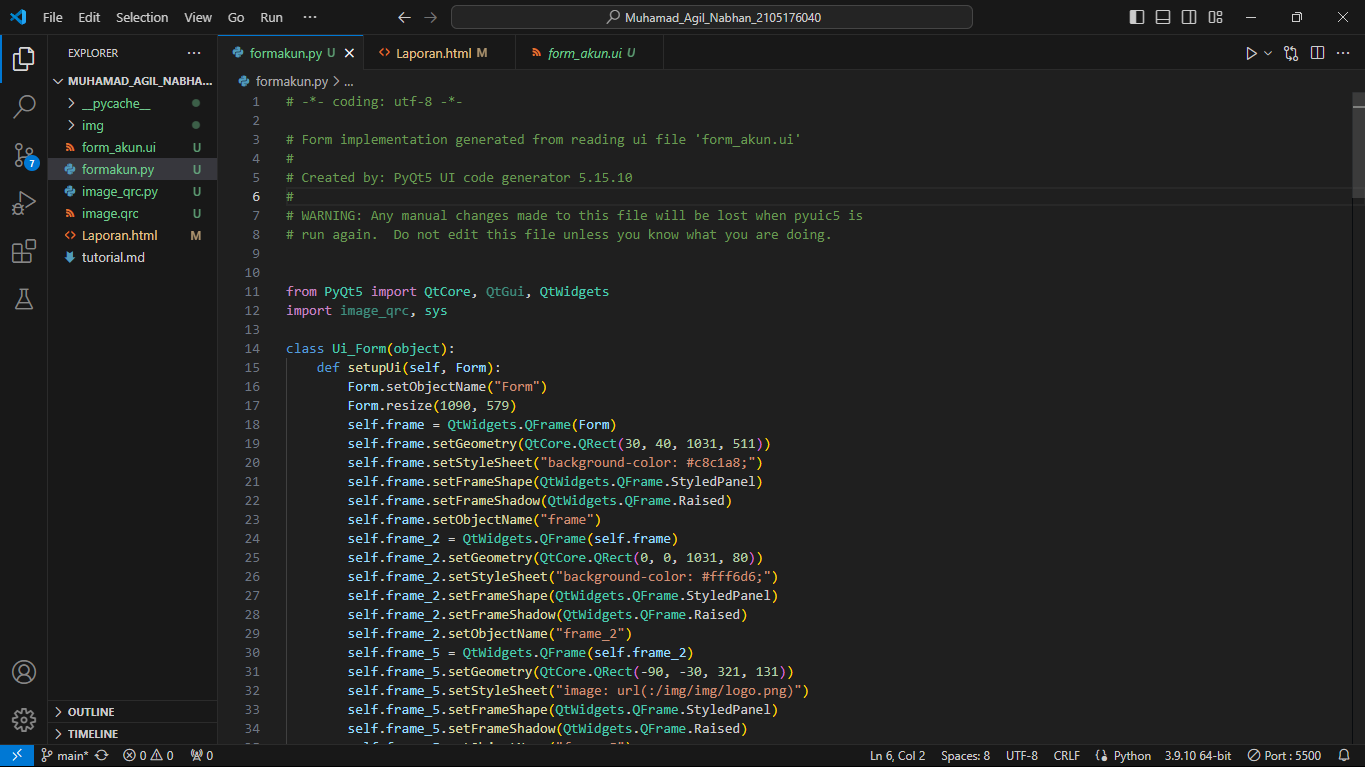 File Edit Selection View Go Run ···
Muhamad_Agil_Nabhan_2105176040
EXPLORER ···
MUHAMAD_AGIL_NABHA...
__pycache__
img
form_akun.ui U
formakun.py U
image_qrc.py U
image.qrc U
Laporan.html M
tutorial.md
OUTLINE
TIMELINE
7
formakun.py U
Laporan.html M
form_akun.ui U
formakun.py > ...
1 # -*- coding: utf-8 -*-
2
3 # Form implementation generated from reading ui file 'form_akun.ui'
4 #
5 # Created by: PyQt5 UI code generator 5.15.10
6 #
7 # WARNING: Any manual changes made to this file will be lost when pyuic5 is
8 # run again.  Do not edit this file unless you know what you are doing.
9
10
11 from PyQt5 import QtCore, QtGui, QtWidgets
12 import image_qrc, sys
13
14 class Ui_Form(object):
15     def setupUi(self, Form):
16         Form.setObjectName("Form")
17         Form.resize(1090, 579)
18         self.frame = QtWidgets.QFrame(Form)
19         self.frame.setGeometry(QtCore.QRect(30, 40, 1031, 511))
20         self.frame.setStyleSheet("background-color: #c8c1a8;")
21         self.frame.setFrameShape(QtWidgets.QFrame.StyledPanel)
22         self.frame.setFrameShadow(QtWidgets.QFrame.Raised)
23         self.frame.setObjectName("frame")
24         self.frame_2 = QtWidgets.QFrame(self.frame)
25         self.frame_2.setGeometry(QtCore.QRect(0, 0, 1031, 80))
26         self.frame_2.setStyleSheet("background-color: #fff6d6;")
27         self.frame_2.setFrameShape(QtWidgets.QFrame.StyledPanel)
28         self.frame_2.setFrameShadow(QtWidgets.QFrame.Raised)
29         self.frame_2.setObjectName("frame_2")
30         self.frame_5 = QtWidgets.QFrame(self.frame_2)
31         self.frame_5.setGeometry(QtCore.QRect(-90, -30, 321, 131))
32         self.frame_5.setStyleSheet("image: url(:/img/img/logo.png)")
33         self.frame_5.setFrameShape(QtWidgets.QFrame.StyledPanel)
34         self.frame_5.setFrameShadow(QtWidgets.QFrame.Raised)
main* 0 0 0
Ln 6, Col 2 Spaces: 8 UTF-8 CRLF Python 3.9.10 64-bit Port : 5500